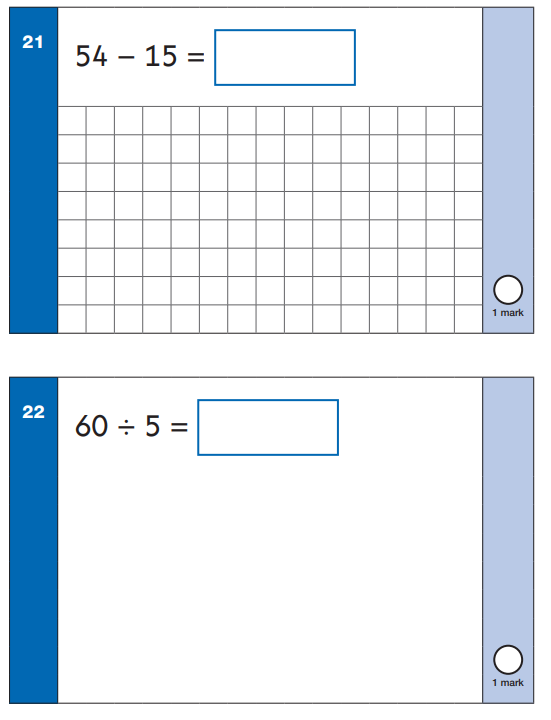 21
54 – 15 =
1 mark
22
60 ÷ 5 =
1 mark